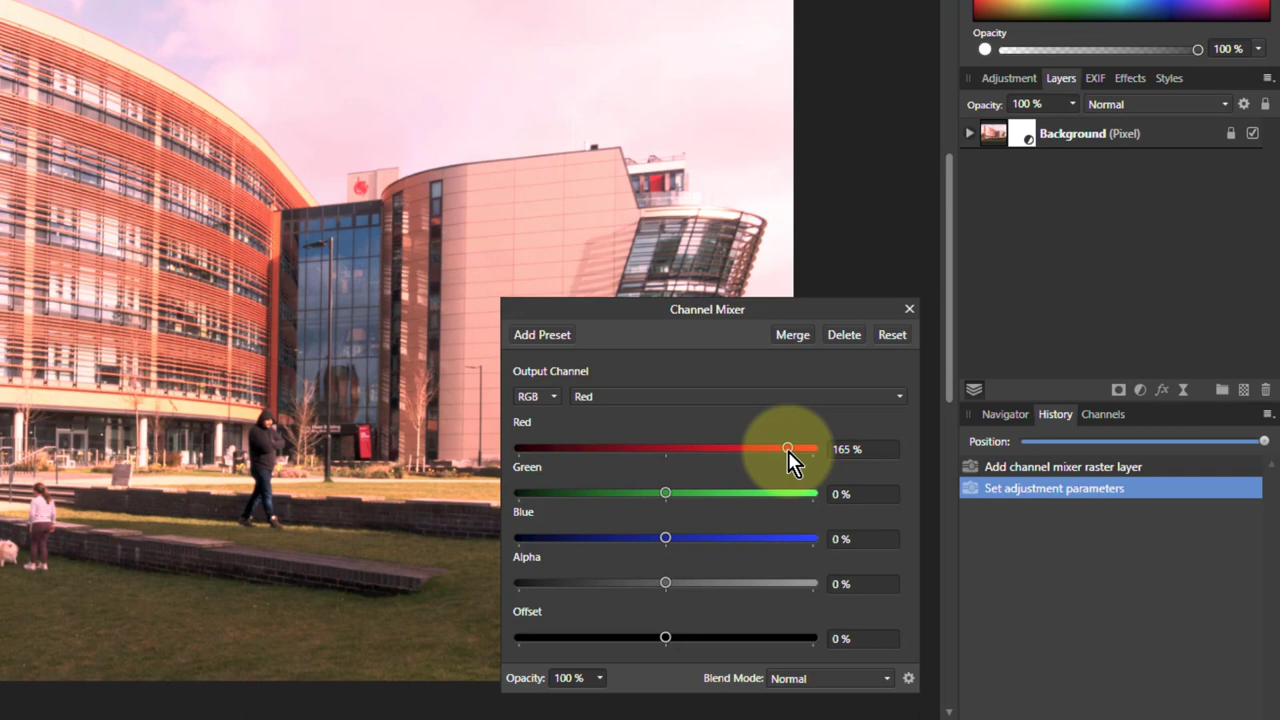 Opacity
100 %
Adjustment Layers EXIF Effects Styles
Opacity: 100 % Normal
Background (Pixel)
Channel Mixer
Add Preset Merge Delete Reset
Output Channel
RGB Red
Red
165 %
Green
0 %
Blue
0 %
Alpha
0 %
Offset
0 %
Opacity: 100 % Blend Mode: Normal
Navigator History Channels
Position:
Add channel mixer raster layer
Set adjustment parameters